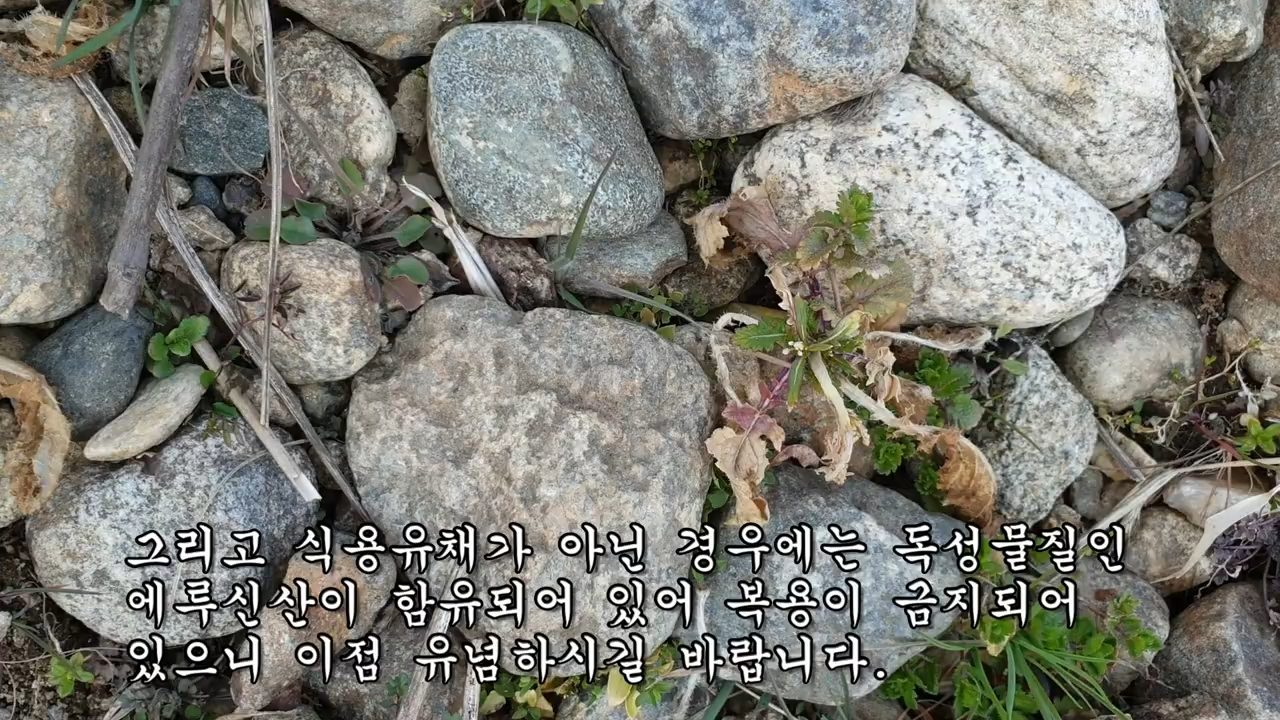 그리고 식용유채가 아닌 경우에는 독성물질인
에루신산이 함유되어 있어 복용이 금지되어
있으니 이점 유념하시길 바랍니다.